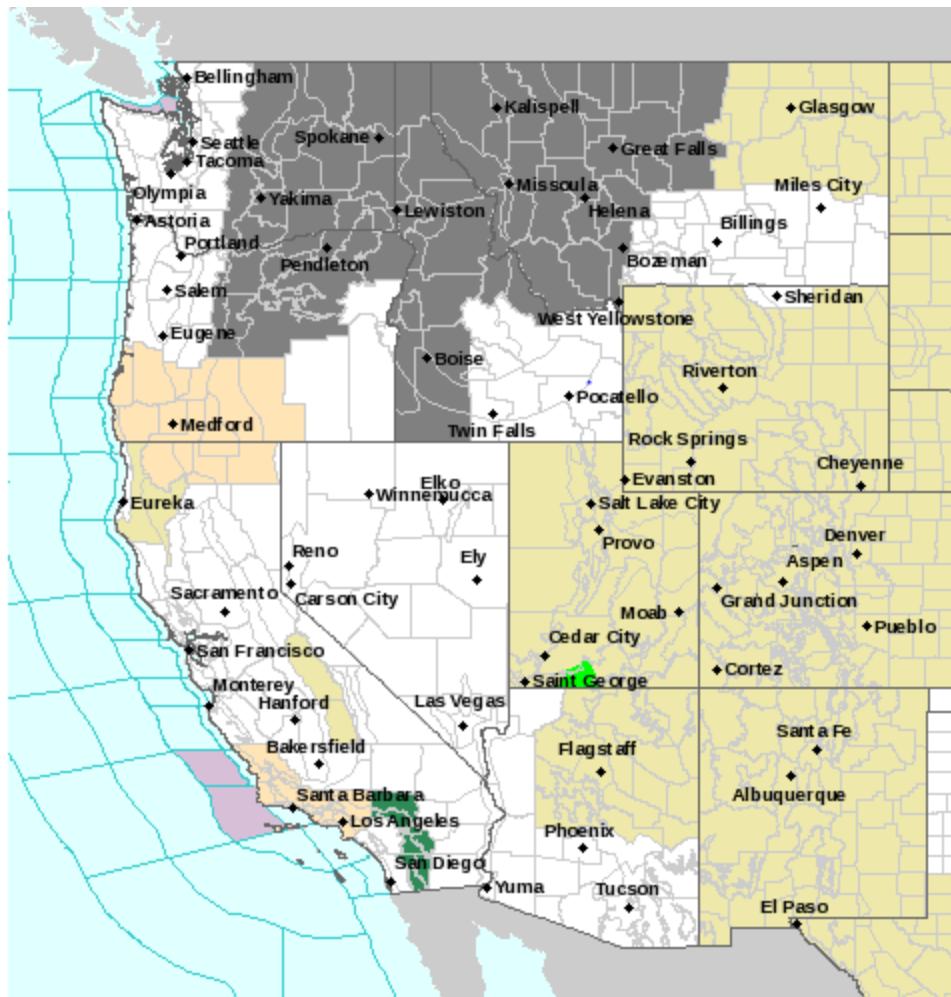 Bellingham
Kalispell
Glasgow
Spokane
Seattle
Great Falls
Tacoma
Missoula
Miles City
Olympia
Yakima
Lewiston
Helena
Astoria
Billings
Portland
Pendleton
Bozeman
Salem
Sheridan
West Yellowstone
Eugene
Boise
Riverton
Pocatello
Medford
Twin Falls
Rock Springs
Cheyenne
Elko
Evanston
Winnemucca
Eureka
Salt Lake City
Denver
Provo
Reno
Ely
Aspen
Sacramento
Carson City
Grand Junction
Moab
Pueblo
Cedar City
San Francisco
Cortez
Saint George
Monterey
Hanford
Las Vegas
Santa Fe
Bakersfield
Flagstaff
Santa Barbara
Albuquerque
Los Angeles
Phoenix
San Diego
Yuma
Tucson
El Paso